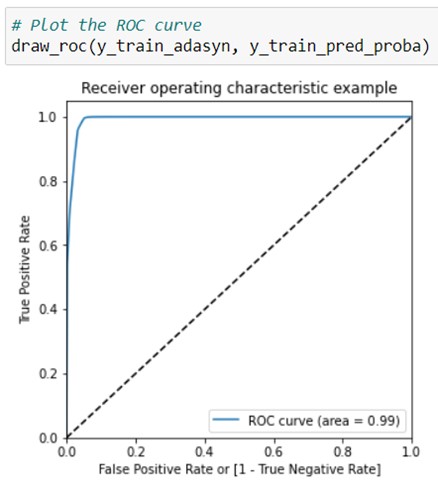 # Plot the ROC curve
draw_roc(y_train_adasyn, y_train_pred_proba)
Receiver operating characteristic example
1.0
0.8
0.6
0.4
0.2
0.0
True Positive Rate
ROC curve (area = 0.99)
0.0 0.2 0.4 0.6 0.8 1.0
False Positive Rate or [1 - True Negative Rate]